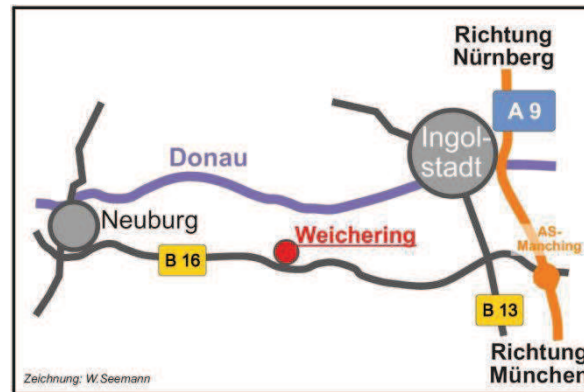 Richtung
Nürnberg
A 9
Ingol-
stadt
Donau
Neuburg
Weichering
AS-
Manching
B 16
B 13
Richtung
München
Zeichnung: W.Seemann